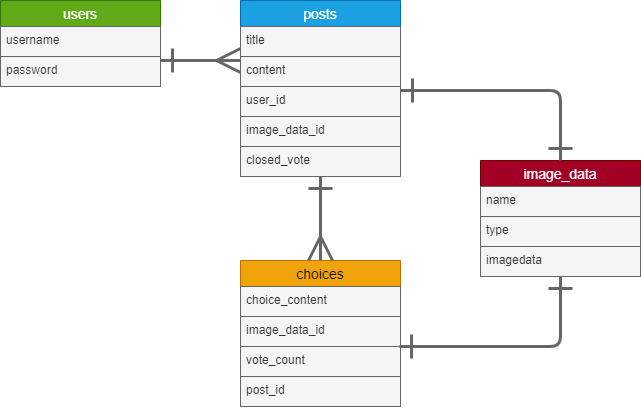 users
username
password
posts
title
content
user_id
image_data_id
closed_vote
image_data
name
type
imagedata
choices
choice_content
image_data_id
vote_count
post_id